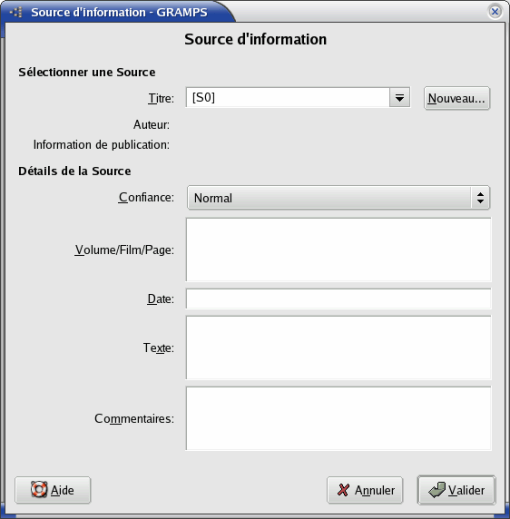 Source d'information - GRAMPS
Source d'information
Sélectionner une Source
Titre: [S0] Nouveau...
Auteur:
Information de publication:
Détails de la Source
Confiance: Normal
Volume/Film/Page:
Date:
Texte:
Commentaires:
Aide Annuler Valider